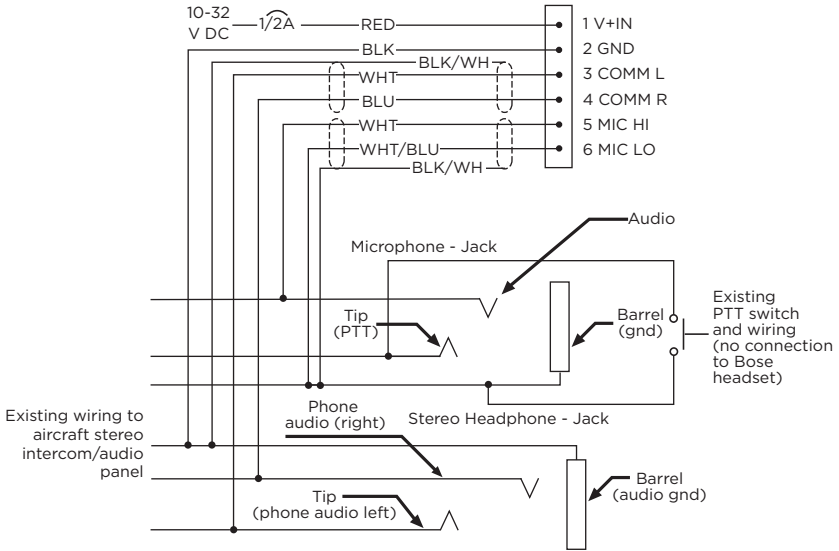 10-32
V DC
1/2A
RED
1 V+IN
BLK
2 GND
BLK/WH
WHT
3 COMM L
BLU
4 COMM R
WHT
5 MIC HI
WHT/BLU
6 MIC LO
BLK/WH
Audio
Microphone - Jack
Tip
(PTT)
Barrel
(gnd)
Existing
PTT switch
and wiring
(no connection
to Bose
headset)
Phone
audio (right)
Stereo Headphone - Jack
Existing wiring to
aircraft stereo
intercom/audio
panel
Tip
(phone audio left)
Barrel
(audio gnd)